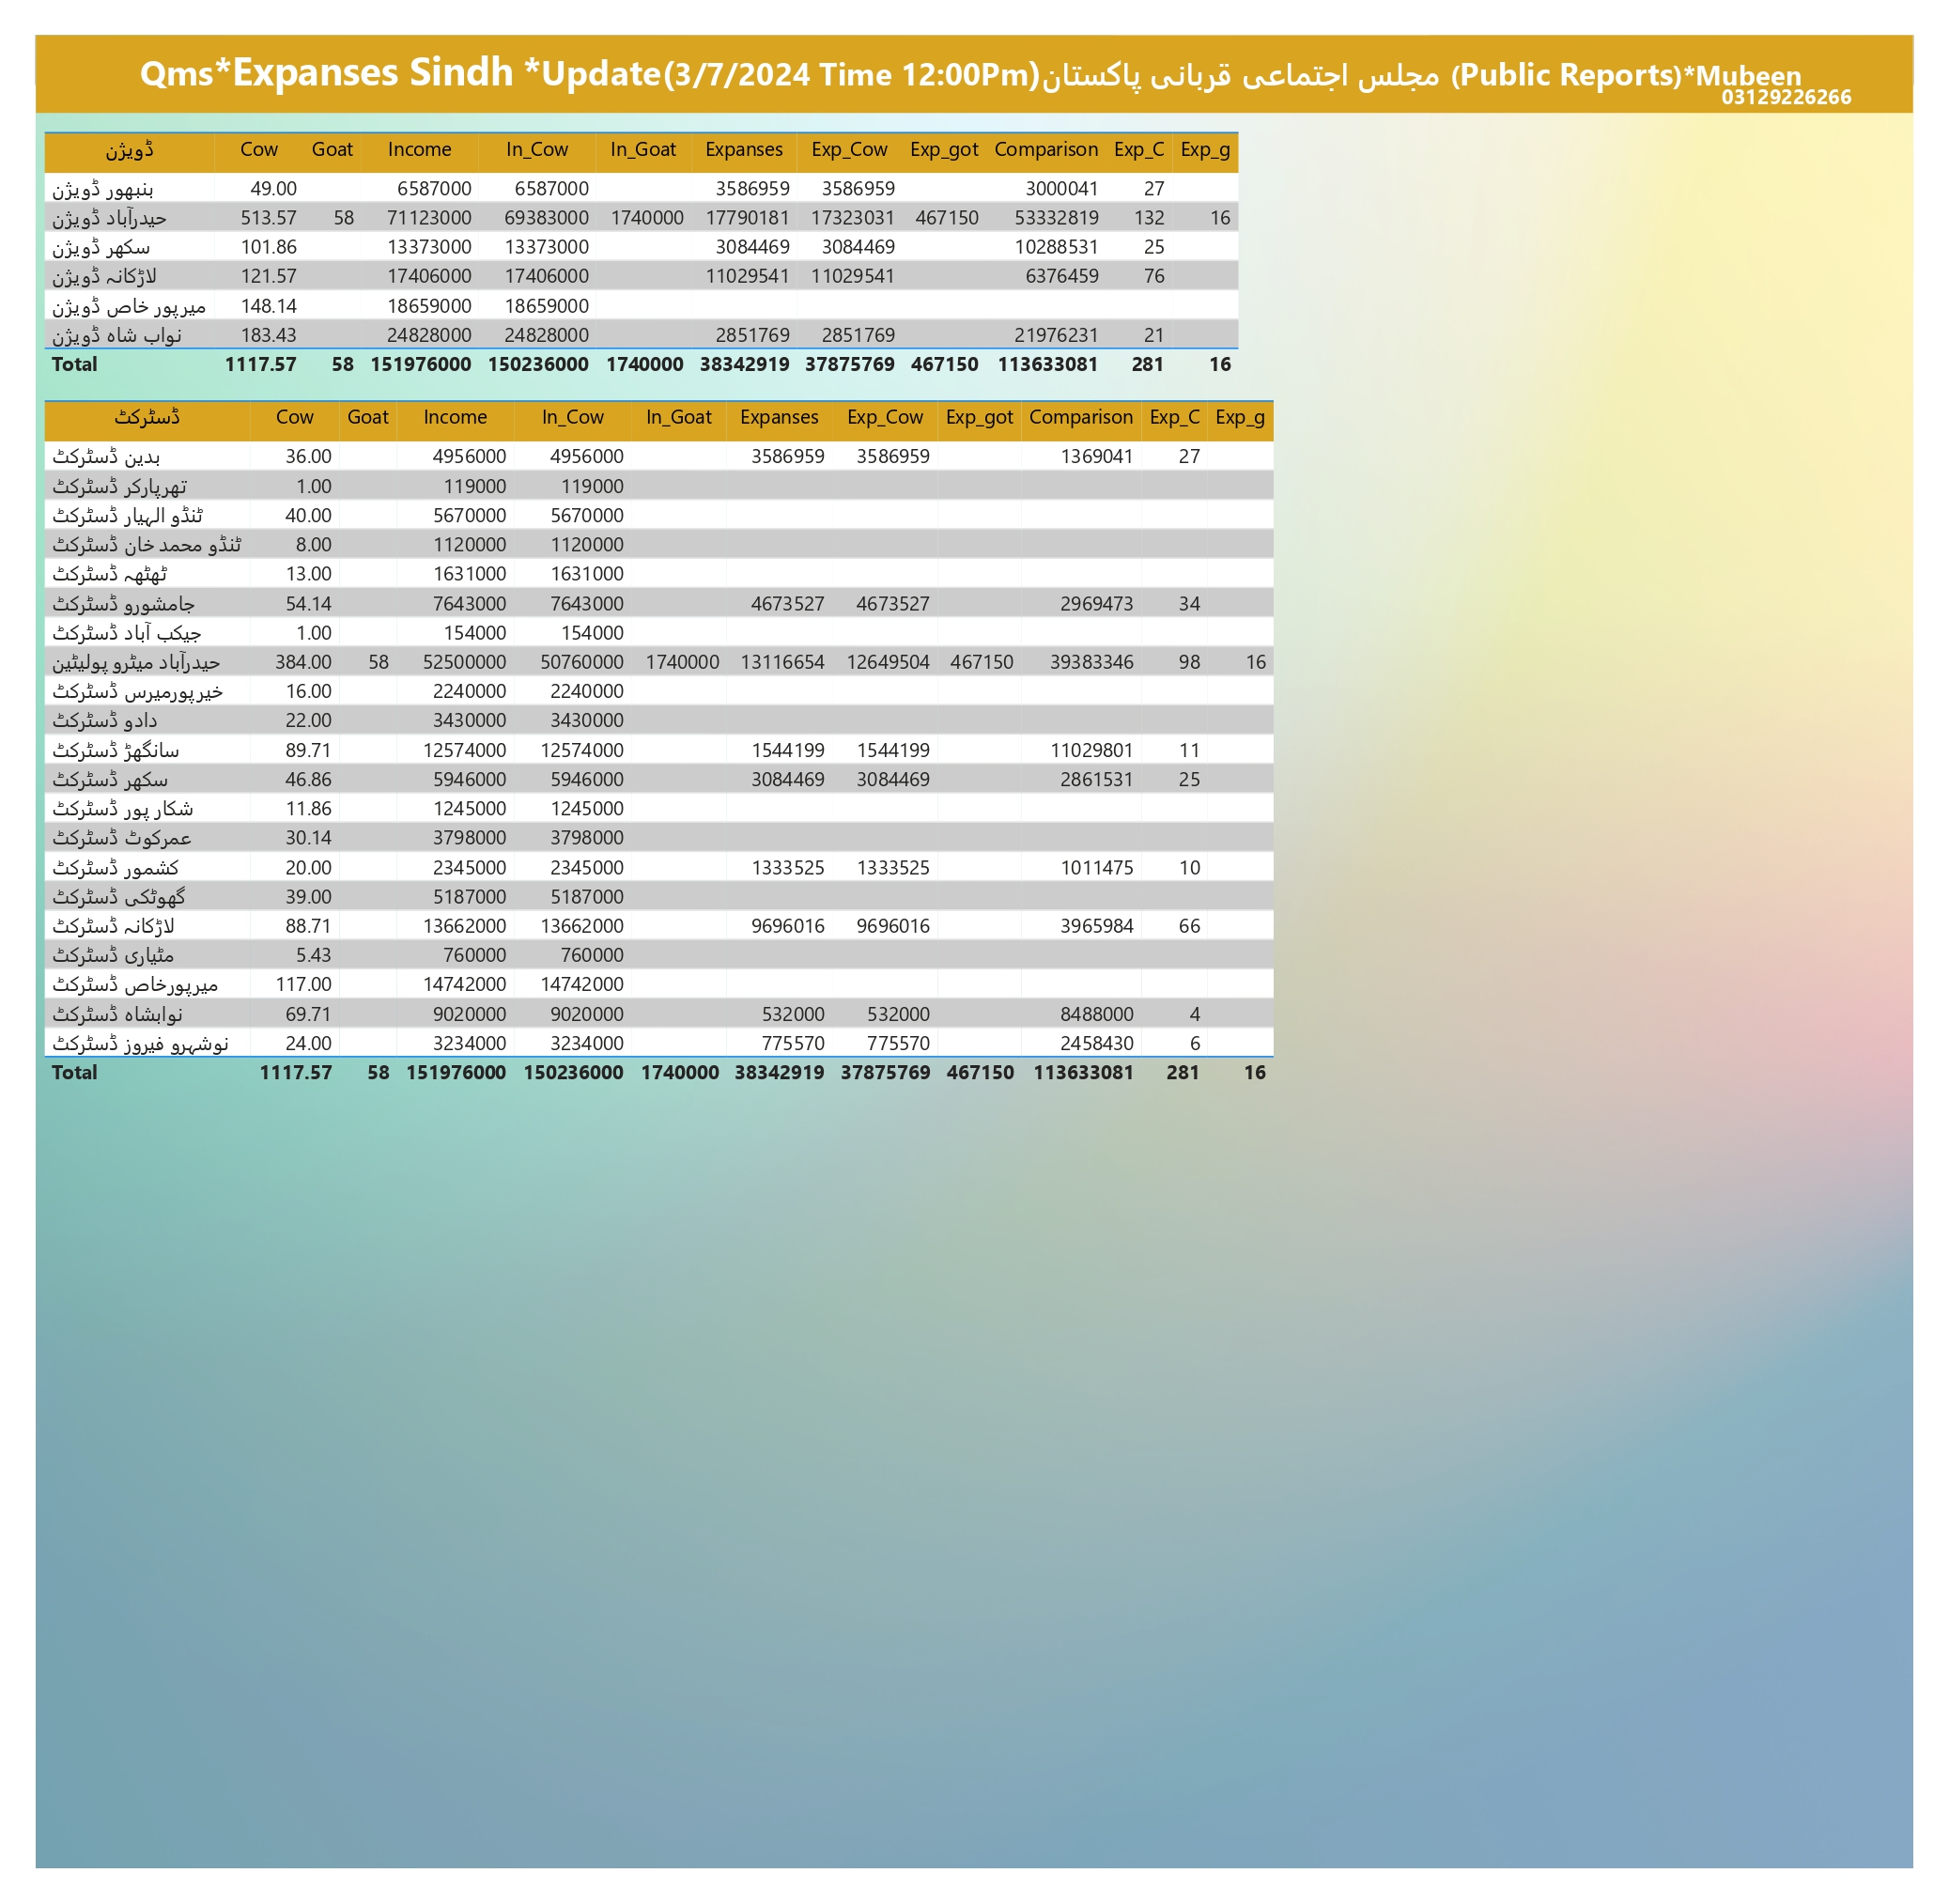 Qms*Expanses Sindh *Update(3/7/2024 Time 12:00Pm)مجلس اجتماعی قربانی پاکستان (Public Reports)*Mubeen
03129226266
ڈویژن Cow Goat Income In_Cow In_Goat Expanses Exp_Cow Exp_got Comparison Exp_C Exp_g
بنبھور ڈویژن 49.00 6587000 6587000 3586959 3586959 3000041 27
حیدرآباد ڈویژن 513.57 58 71123000 69383000 1740000 17790181 17323031 467150 53332819 132 16
سکھر ڈویژن 101.86 13373000 13373000 3084469 3084469 10288531 25
لاڑکانہ ڈویژن 121.57 17406000 17406000 11029541 11029541 6376459 76
میرپور خاص ڈویژن 148.14 18659000 18659000
نواب شاہ ڈویژن 183.43 24828000 24828000 2851769 2851769 21976231 21
Total 1117.57 58 151976000 150236000 1740000 38342919 37875769 467150 113633081 281 16
ڈسٹرکٹ Cow Goat Income In_Cow In_Goat Expanses Exp_Cow Exp_got Comparison Exp_C Exp_g
بدین ڈسٹرکٹ 36.00 4956000 4956000 3586959 3586959 1369041 27
تھرپارکر ڈسٹرکٹ 1.00 119000 119000
ٹنڈو الہیار ڈسٹرکٹ 40.00 5670000 5670000
ٹنڈو محمد خان ڈسٹرکٹ 8.00 1120000 1120000
ٹھٹھہ ڈسٹرکٹ 13.00 1631000 1631000
جامشورو ڈسٹرکٹ 54.14 7643000 7643000 4673527 4673527 2969473 34
جیکب آباد ڈسٹرکٹ 1.00 154000 154000
حیدرآباد میٹرو پولیٹین 384.00 58 52500000 50760000 1740000 13116654 12649504 467150 39383346 98 16
خیرپورمیرس ڈسٹرکٹ 16.00 2240000 2240000
دادو ڈسٹرکٹ 22.00 3430000 3430000
سانگھڑ ڈسٹرکٹ 89.71 12574000 12574000 1544199 1544199 11029801 11
سکھر ڈسٹرکٹ 46.86 5946000 5946000 3084469 3084469 2861531 25
شکار پور ڈسٹرکٹ 11.86 1245000 1245000
عمرکوٹ ڈسٹرکٹ 30.14 3798000 3798000
کشمور ڈسٹرکٹ 20.00 2345000 2345000 1333525 1333525 1011475 10
گھوٹکی ڈسٹرکٹ 39.00 5187000 5187000
لاڑکانہ ڈسٹرکٹ 88.71 13662000 13662000 9696016 9696016 3965984 66
مٹیاری ڈسٹرکٹ 5.43 760000 760000
میرپورخاص ڈسٹرکٹ 117.00 14742000 14742000
نوابشاہ ڈسٹرکٹ 69.71 9020000 9020000 532000 532000 8488000 4
نوشہرو فیروز ڈسٹرکٹ 24.00 3234000 3234000 775570 775570 2458430 6
Total 1117.57 58 151976000 150236000 1740000 38342919 37875769 467150 113633081 281 16